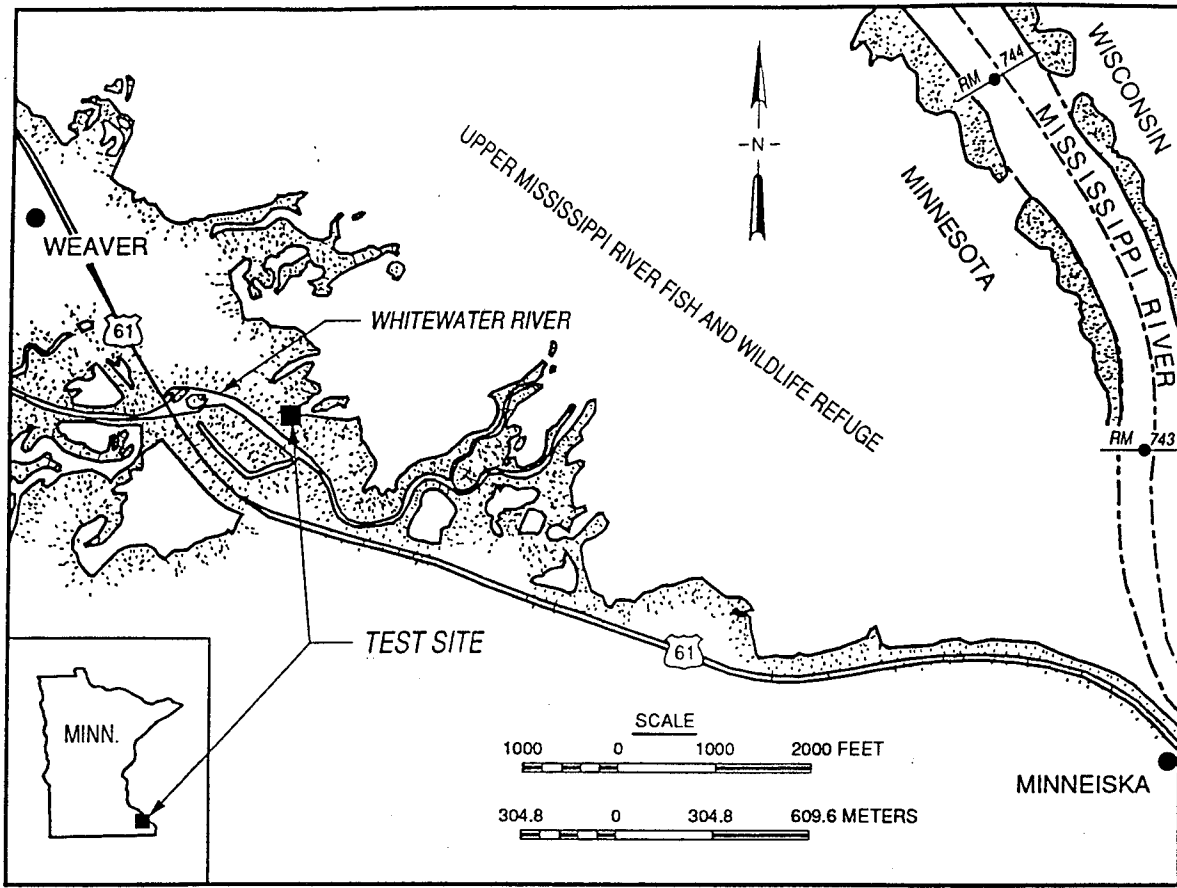 RM 744
WISCONSIN
MISSISSIPPI RIVER
-N-
UPPER MISSISSIPPI RIVER FISH AND WILDLIFE REFUGE
MINNESOTA
WEAVER
61
WHITEWATER RIVER
RM 743
TEST SITE
61
MINN.
SCALE
1000 0 1000 2000 FEET
304.8 0 304.8 609.6 METERS
MINNEISKA